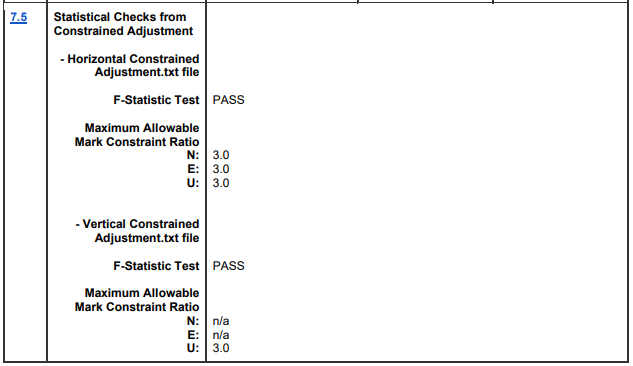 7.5 Statistical Checks from
Constrained Adjustment
- Horizontal Constrained
Adjustment.txt file
F-Statistic Test PASS
Maximum Allowable
Mark Constraint Ratio
N: 3.0
E: 3.0
U: 3.0
- Vertical Constrained
Adjustment.txt file
F-Statistic Test PASS
Maximum Allowable
Mark Constraint Ratio
N: n/a
E: n/a
U: 3.0